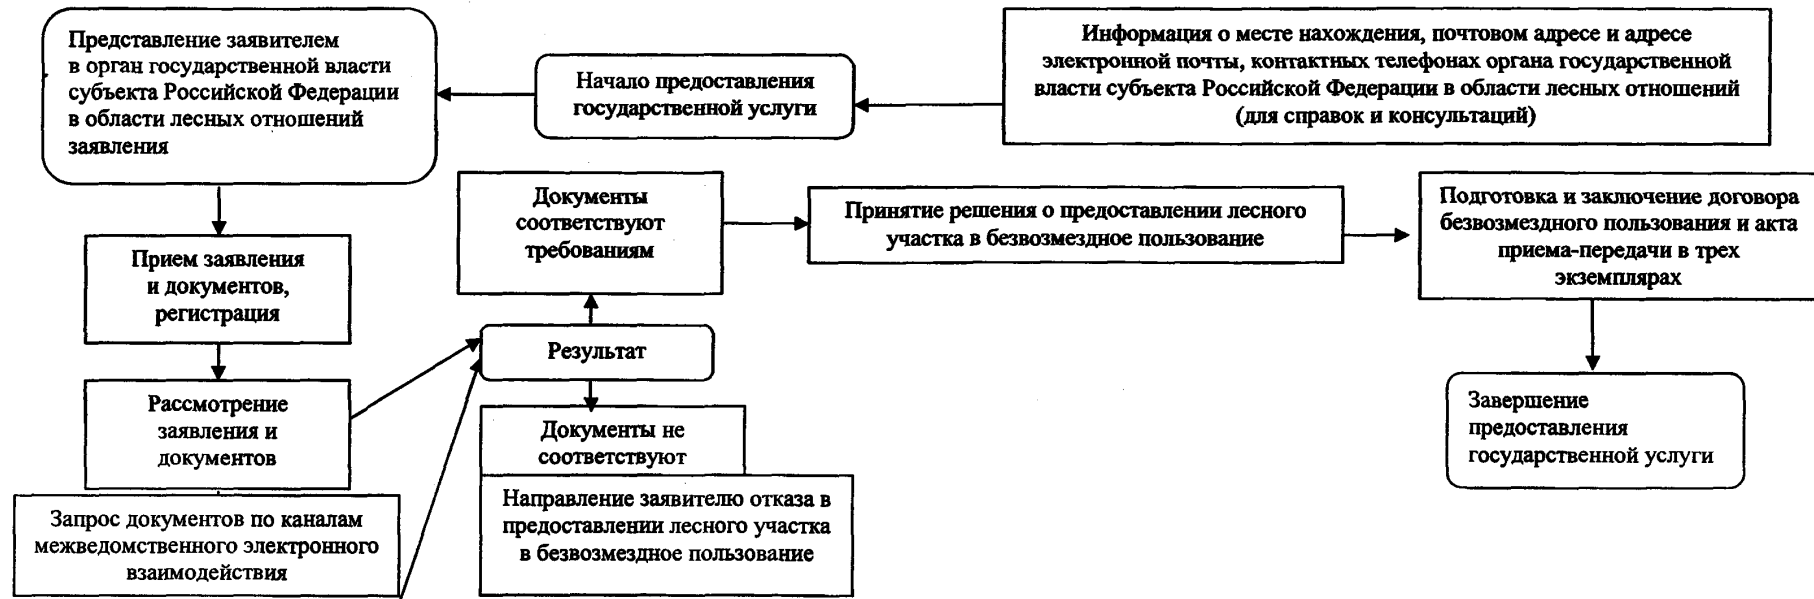 Представление заявителем
в орган государственной власти
субъекта Российской Федерации
в области лесных отношений
заявления
Начало предоставления
государственной услуги
Информация о месте нахождения, почтовом адресе и адресе
электронной почты, контактных телефонах органа государственной
власти субъекта Российской Федерации в области лесных отношений
(для справок и консультаций)
Прием заявления
и документов,
регистрация
Рассмотрение
заявления и
документов
Запрос документов по каналам
межведомственного электронного
взаимодействия
Результат
Документы
соответствуют
требованиям
Принятие решения о предоставлении лесного
участка в безвозмездное пользование
Подготовка и заключение договора
безвозмездного пользования и акта
приема-передачи в трех
экземплярах
Завершение
предоставления
государственной услуги
Документы не
соответствуют
Направление заявителю отказа в
предоставлении лесного участка
в безвозмездное пользование